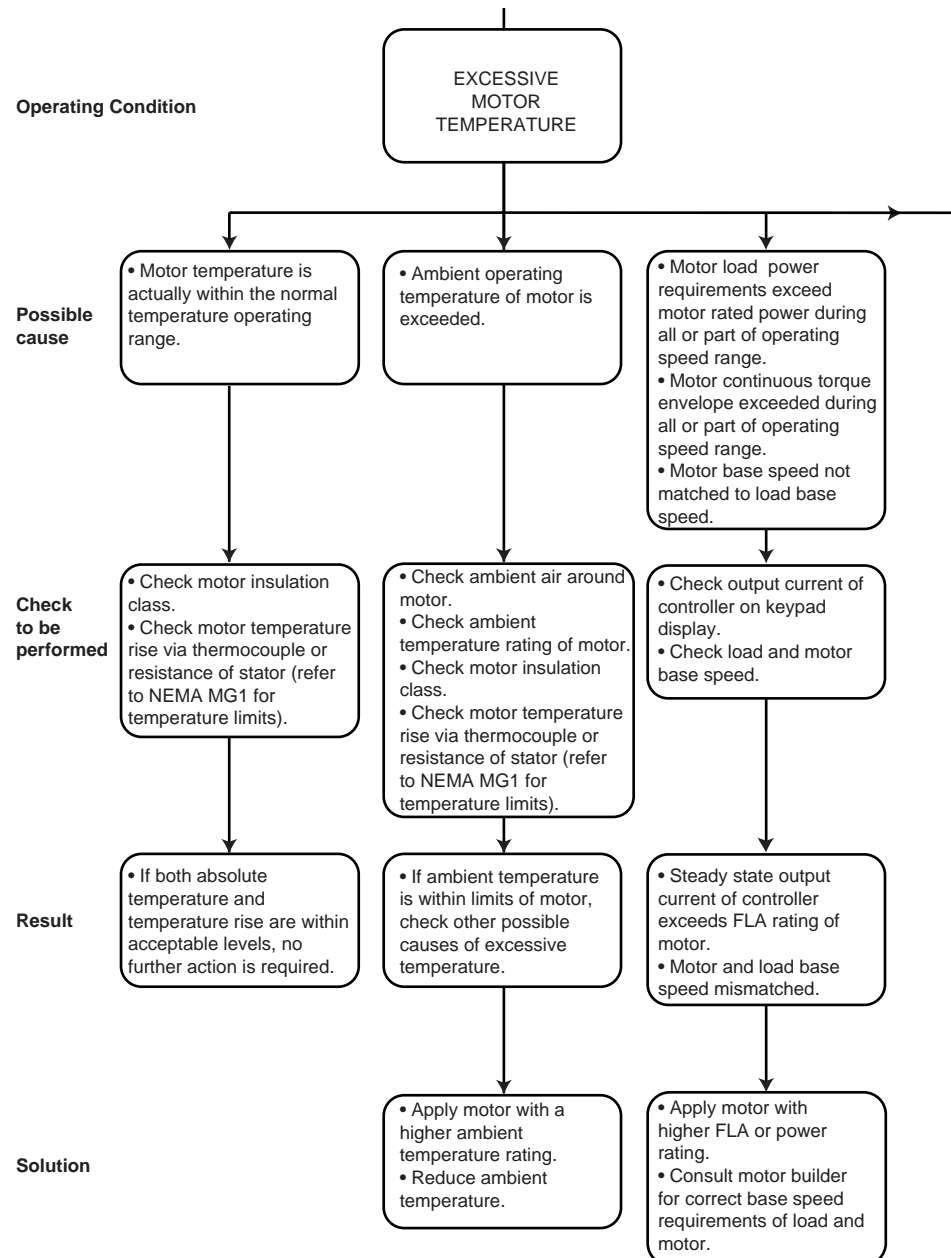 Operating Condition
EXCESSIVE
MOTOR
TEMPERATURE
Possible
cause
• Motor temperature is
actually within the normal
temperature operating
range.
• Ambient operating
temperature of motor is
exceeded.
• Motor load power
requirements exceed
motor rated power during
all or part of operating
speed range.
• Motor continuous torque
envelope exceeded during
all or part of operating
speed range.
• Motor base speed not
matched to load base
speed.
Check
to be
performed
• Check motor insulation
class.
• Check motor temperature
rise via thermocouple or
resistance of stator (refer
to NEMA MG1 for
temperature limits).
• Check ambient air around
motor.
• Check ambient
temperature rating of motor.
• Check motor insulation
class.
• Check motor temperature
rise via thermocouple or
resistance of stator (refer
to NEMA MG1 for
temperature limits).
• Check output current of
controller on keypad
display.
• Check load and motor
base speed.
Result
• If both absolute
temperature and
temperature rise are within
acceptable levels, no
further action is required.
• If ambient temperature
is within limits of motor,
check other possible
causes of excessive
temperature.
• Steady state output
current of controller
exceeds FLA rating of
motor.
• Motor and load base
speed mismatched.
Solution
• Apply motor with a
higher ambient
temperature rating.
• Reduce ambient
temperature.
• Apply motor with
higher FLA or power
rating.
• Consult motor builder
for correct base speed
requirements of load and
motor.